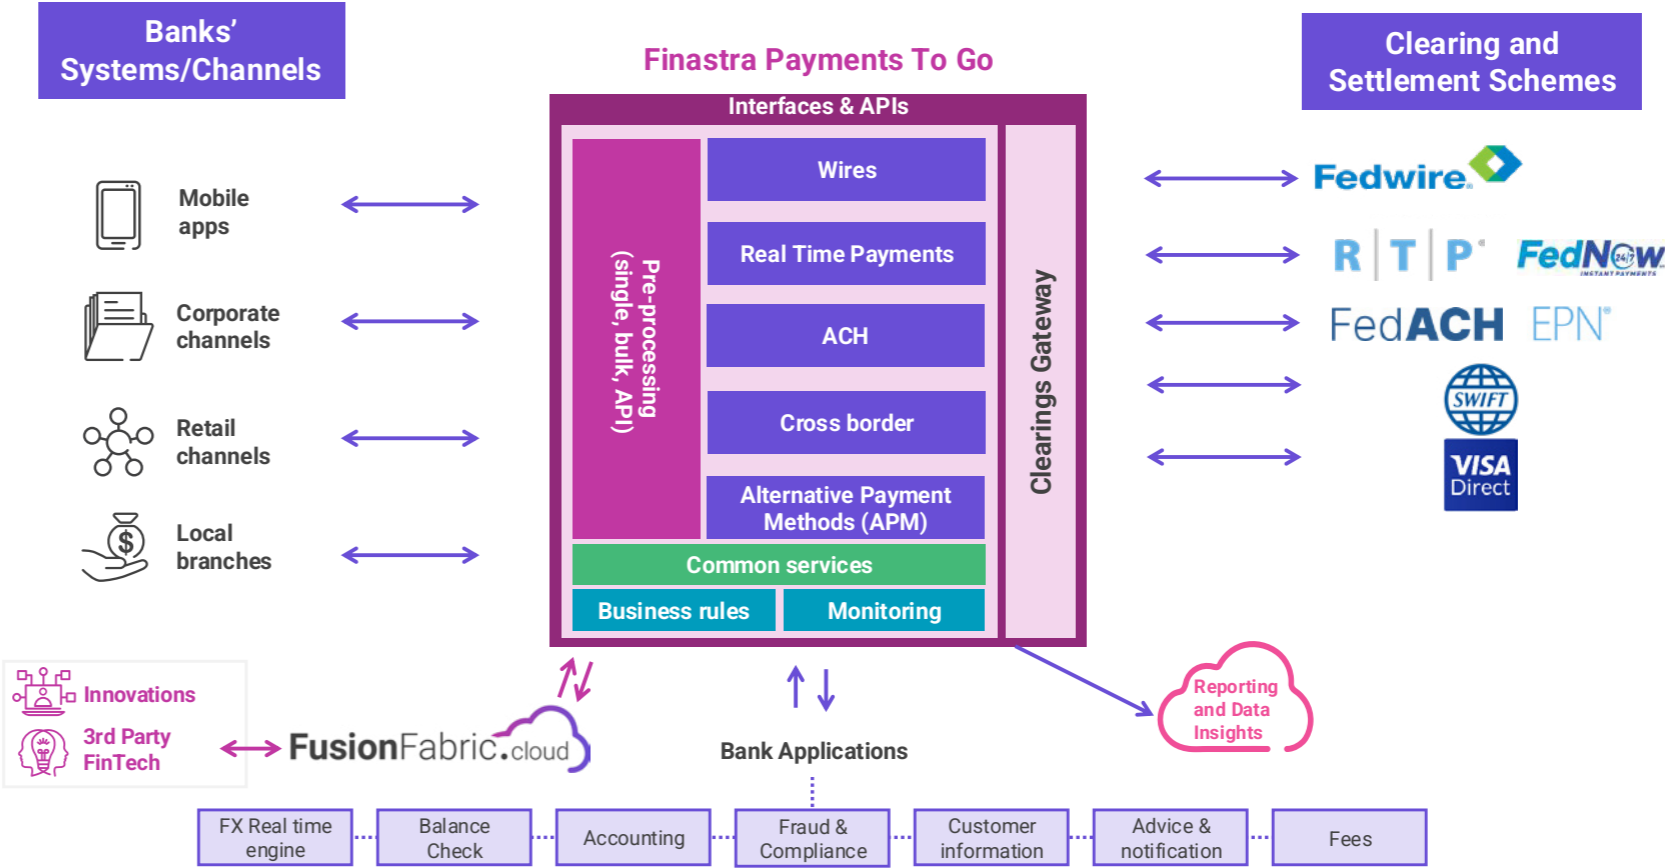 Banks’
Systems/Channels
Finastra Payments To Go
Clearing and
Settlement Schemes
Interfaces & APIs
Mobile
apps
Corporate
channels
Retail
channels
Local
branches
Pre-processing
(single, bulk, API)
Wires
Real Time Payments
ACH
Cross border
Alternative Payment
Methods (APM)
Common services
Business rules
Monitoring
Clearings Gateway
Fedwire®
R|T|P®
FedNow
24/7
INSTANT PAYMENTS
FedACH
EPN®
SWIFT
VISA
Direct
Innovations
3rd Party
FinTech
FusionFabric.cloud
Bank Applications
Reporting
and Data
Insights
FX Real time
engine
Balance
Check
Accounting
Fraud &
Compliance
Customer
information
Advice &
notification
Fees